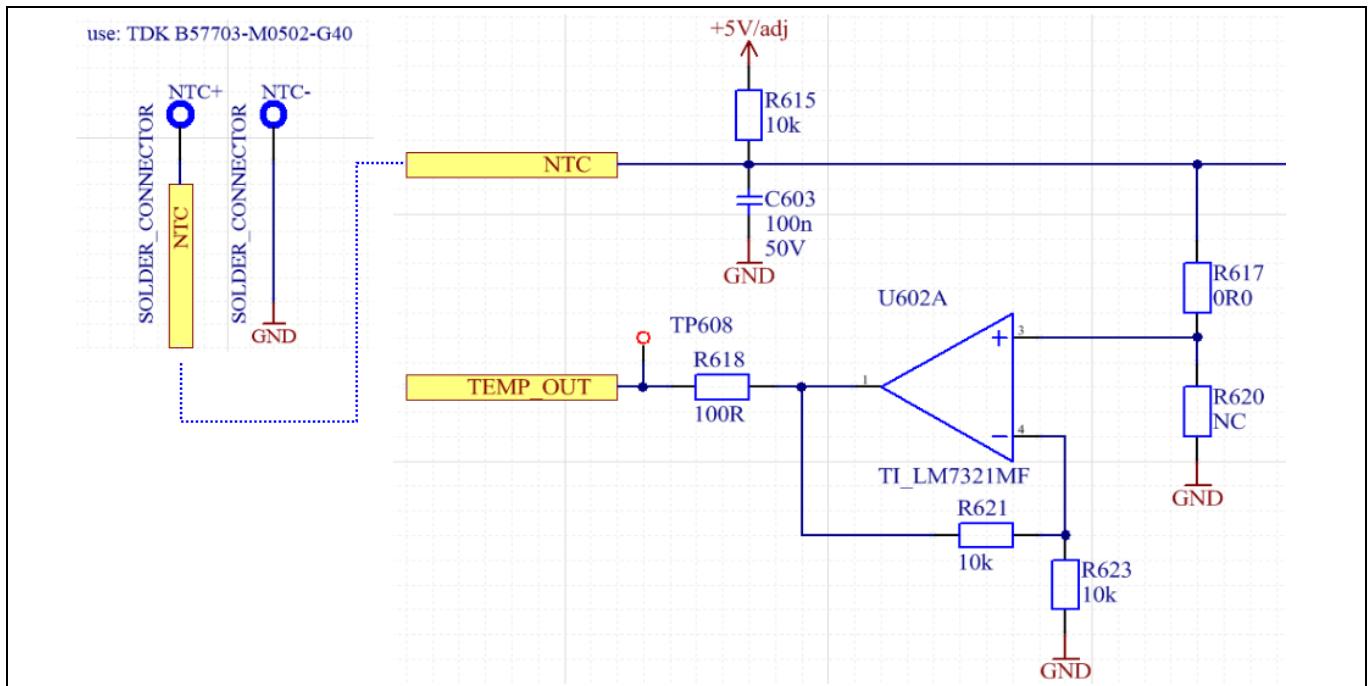 use: TDK B57703-M0502-G40
NTC+
NTC-
SOLDER_CONNECTOR
NTC
SOLDER_CONNECTOR
GND
+5V/adj
R615
10k
NTC
C603
100n
50V
GND
R617
0R0
U602A
TP608
R618
100R
TEMP_OUT
1
+
3
−
4
TI_LM7321MF
R620
NC
GND
R621
10k
R623
10k
GND